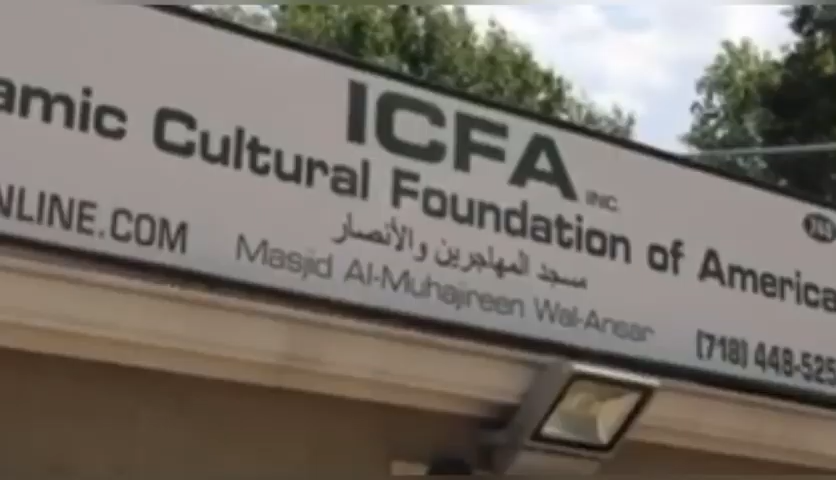 ICFA INC.
amic Cultural Foundation of America
مسجد المهاجرين والأنصار
NLINE.COM
Masjid Al-Muhajireen Wal-Ansar
(718) 448-525